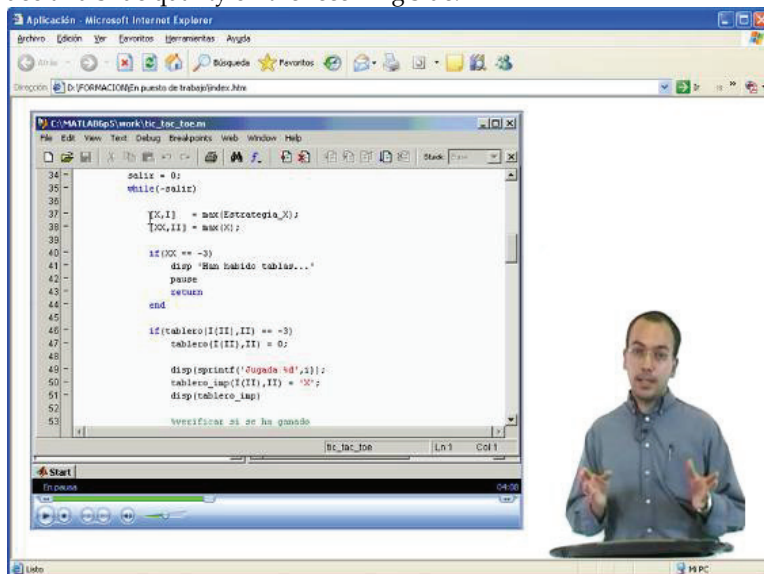 Aplicación - Microsoft Internet Explorer
Archivo Edición Ver Favoritos Herramientas Ayuda
Búsqueda Favoritos
Dirección D:\FORMACION\En puesto de trabajo\index.htm
C:\MATLAB6p5\work\tic_toc_toe.m
File Edit View Text Debug Breakpoints Web Window Help
Stack:
34 - salir = 0;
35 - while(~salir)
36
37 - [X,I] = max(Estrategia_X);
38 - [XX,II] = max(X);
39
40 - if(XX == -3)
41 - disp 'Han habido tablas...'
42 - pause
43 - return
44 - end
45
46 - if(tablero(I(II),II) == -3)
47 - tablero(I(II),II) = 0;
48
49 - disp(sprintf('Jugada %d',i));
50 - tablero_imp(I(II),II) = 'X';
51 - disp(tablero_imp)
52
53 %verificar si se ha ganado
tic_tac_toe Ln 1 Col 1
Start
En pausa 04:08
Listo Mi PC